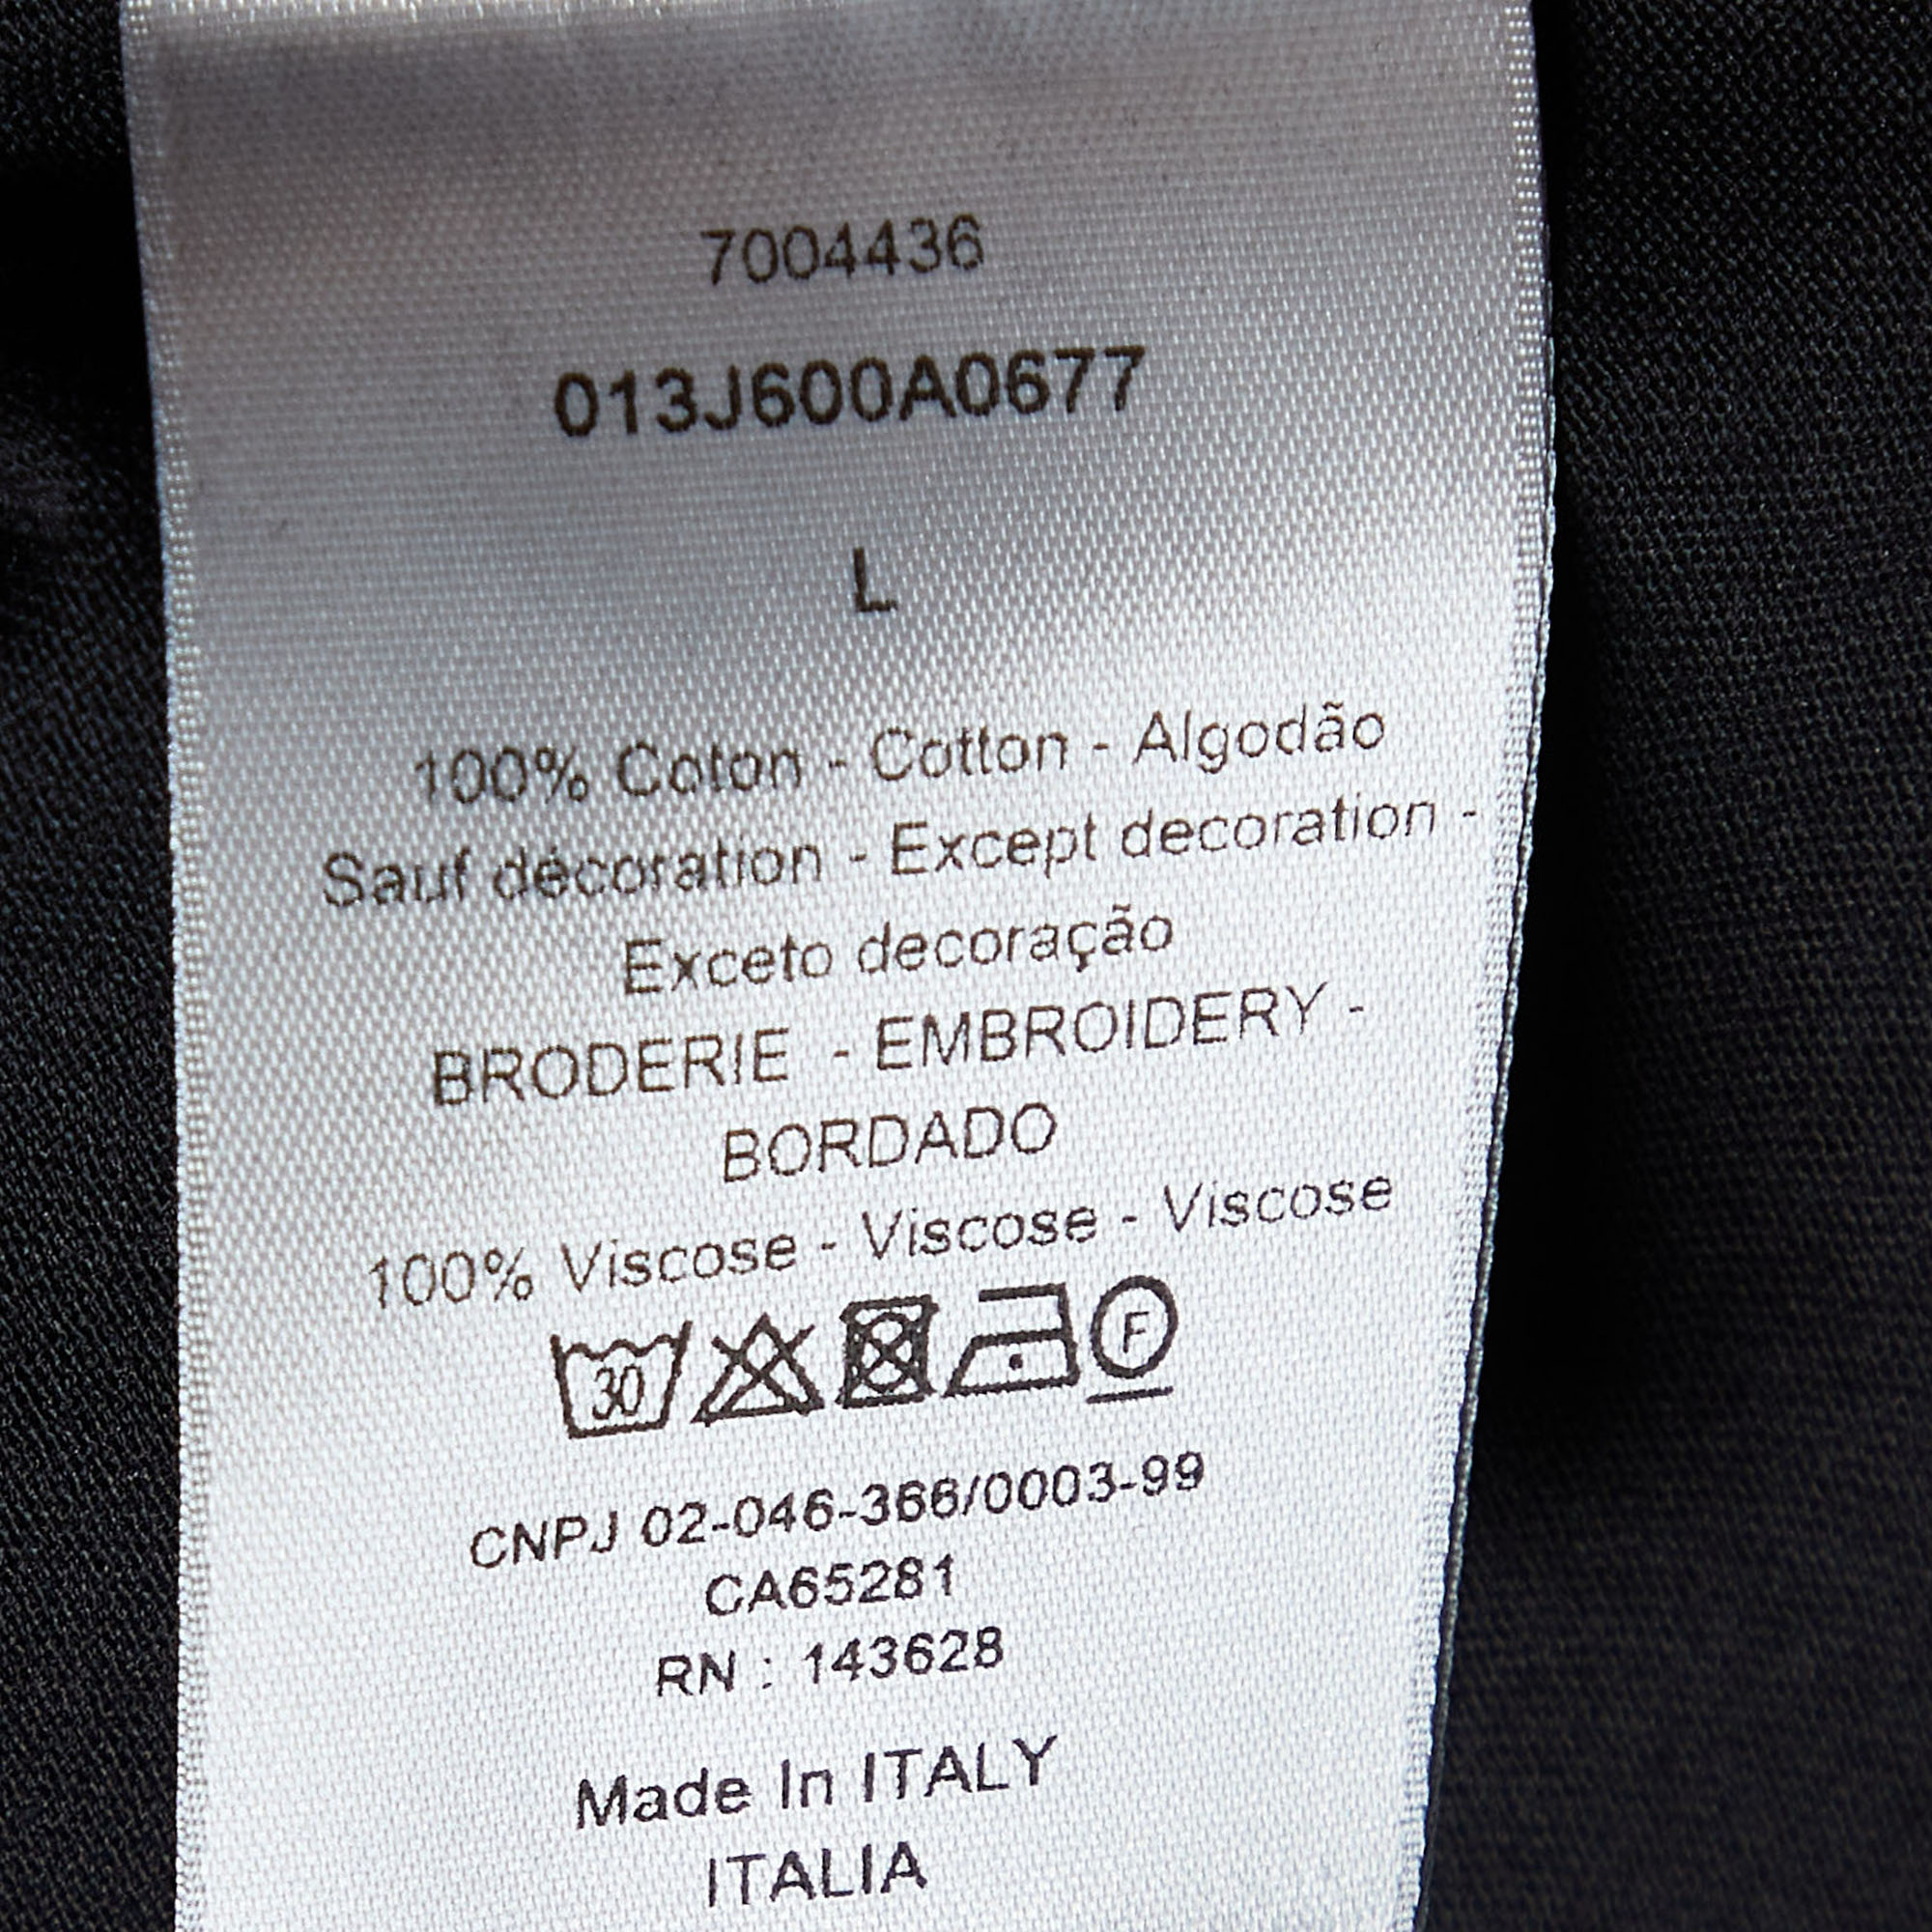 7004436
013J600A0677
L
100% Coton - Cotton - Algodão
Sauf décoration - Except decoration -
Exceto decoração
BRODERIE - EMBROIDERY -
BORDADO
100% Viscose - Viscose - Viscose
30 F
CNPJ 02-046-366/0003-99
CA65281
RN : 143628
Made In ITALY
ITALIA